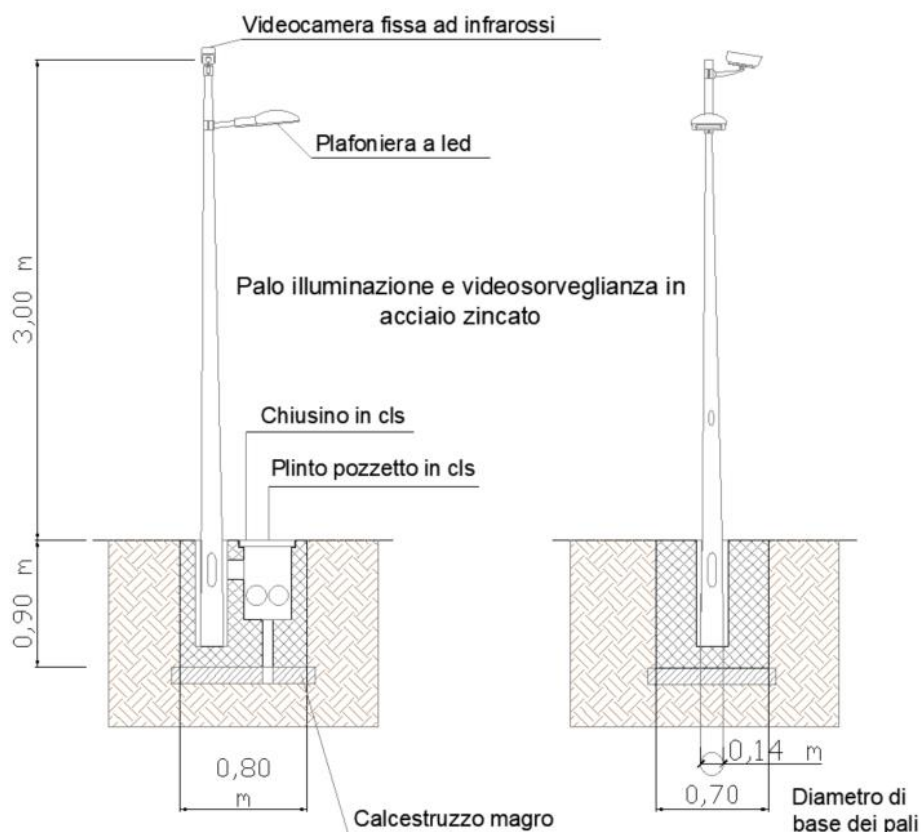 Videocamera fissa ad infrarossi
Plafoniera a led
3,00 m
Palo illuminazione e videosorveglianza in
acciaio zincato
Chiusino in cls
Plinto pozzetto in cls
0,90 m
0,80
m
0,14 m
0,70
Diametro di
base dei pali
Calcestruzzo magro